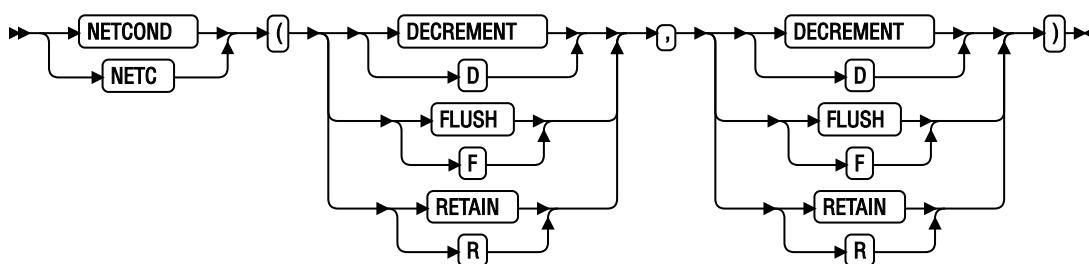 NETCOND ( DECREMENT , DECREMENT )
NETC D D
FLUSH FLUSH
F F
RETAIN RETAIN
R R